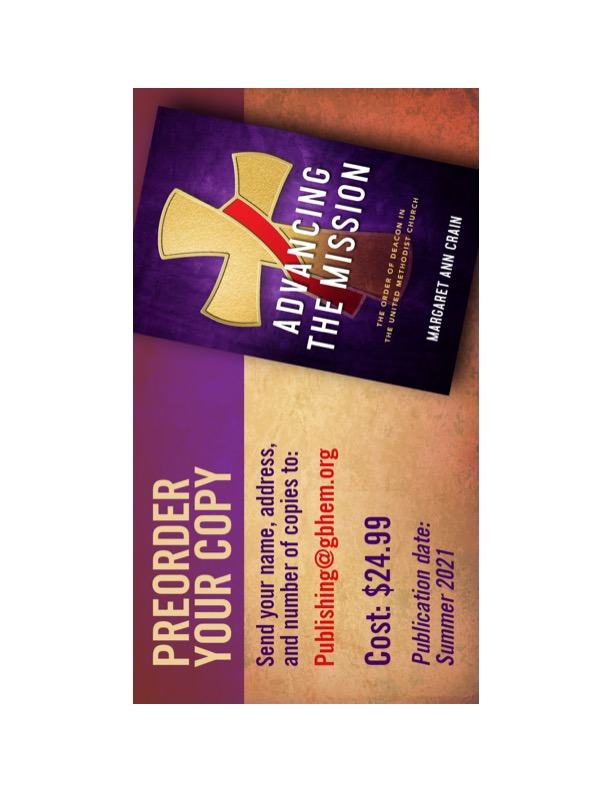 PREORDER
YOUR COPY
Send your name, address,
and number of copies to:
Publishing@gbhem.org
Cost: $24.99
Publication date:
Summer 2021
ADVANCING
THE MISSION
THE ORDER OF DEACON IN
THE UNITED METHODIST CHURCH
MARGARET ANN CRAIN